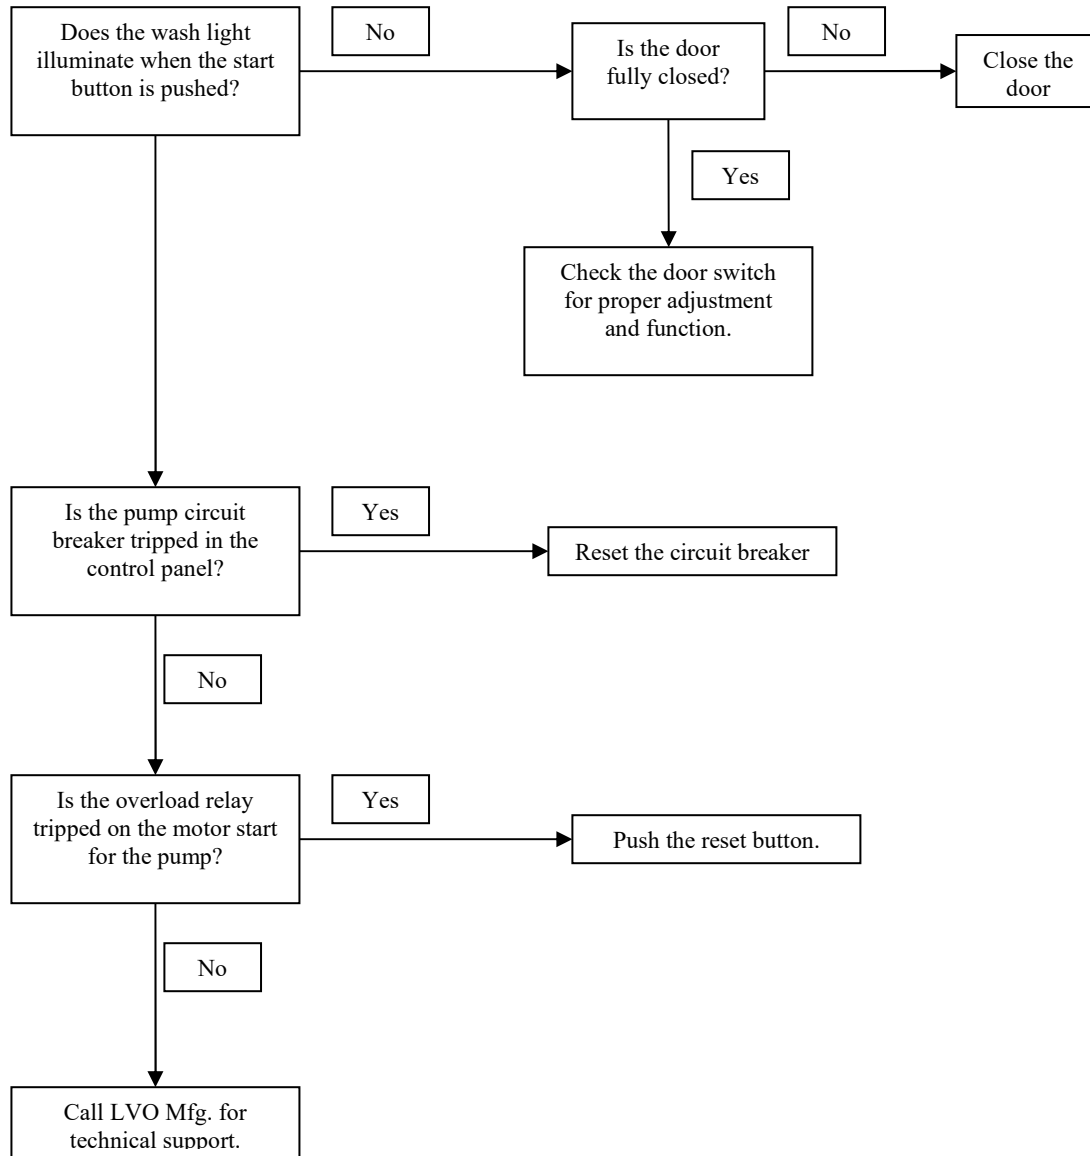 Does the wash light
illuminate when the start
button is pushed?
No
Is the door
fully closed?
No
Close the
door
Yes
Check the door switch
for proper adjustment
and function.
Is the pump circuit
breaker tripped in the
control panel?
Yes
Reset the circuit breaker
No
Is the overload relay
tripped on the motor start
for the pump?
Yes
Push the reset button.
No
Call LVO Mfg. for
technical support.